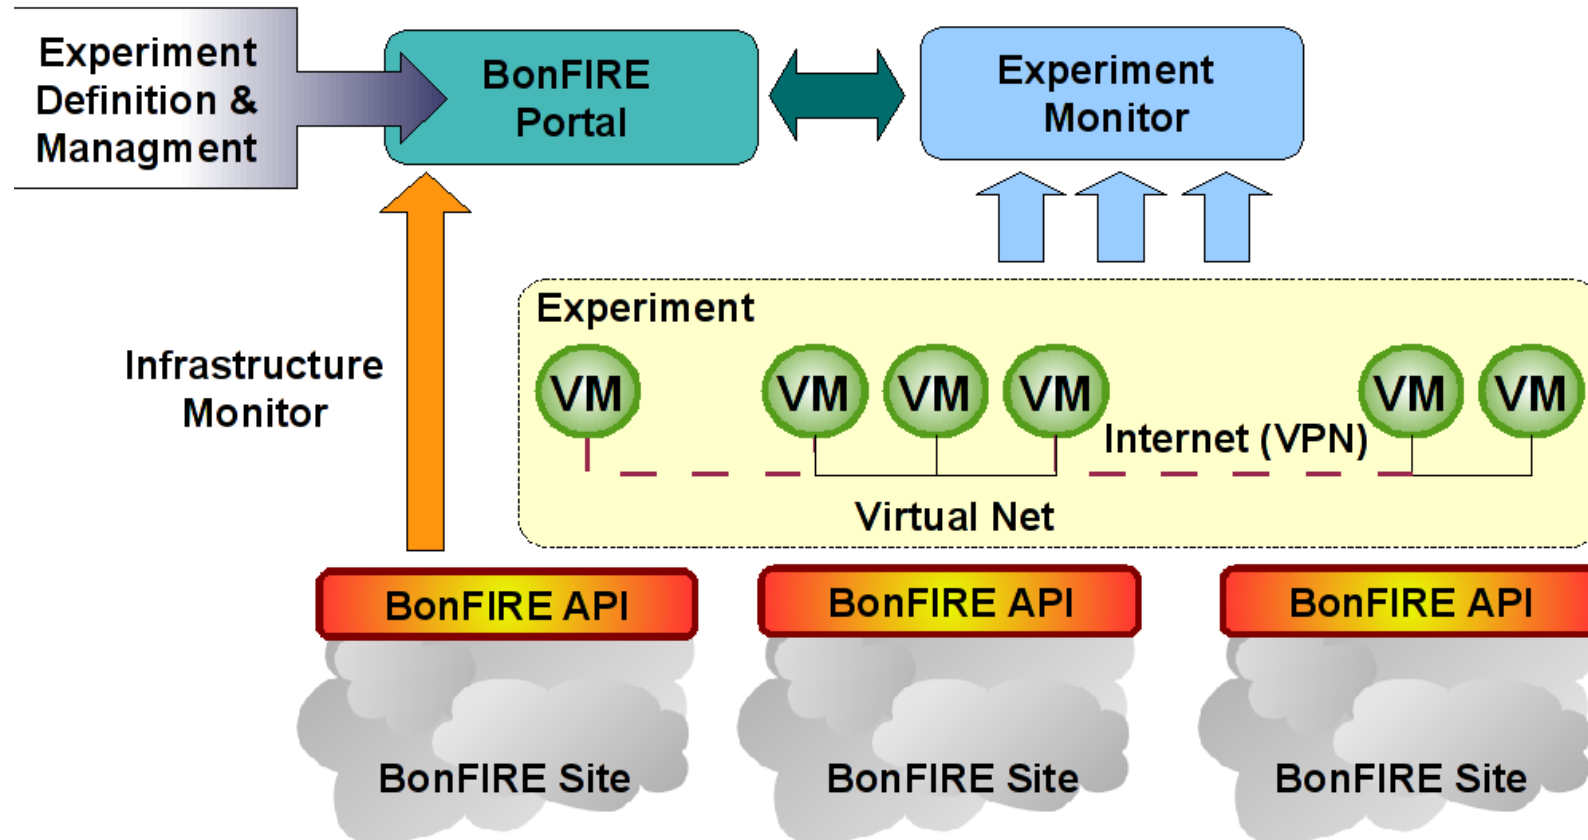 Experiment
Definition &
Managment
BonFIRE
Portal
Experiment
Monitor
Infrastructure
Monitor
Experiment
VM
VM
VM
VM
VM
VM
Internet (VPN)
Virtual Net
BonFIRE API
BonFIRE API
BonFIRE API
BonFIRE Site
BonFIRE Site
BonFIRE Site